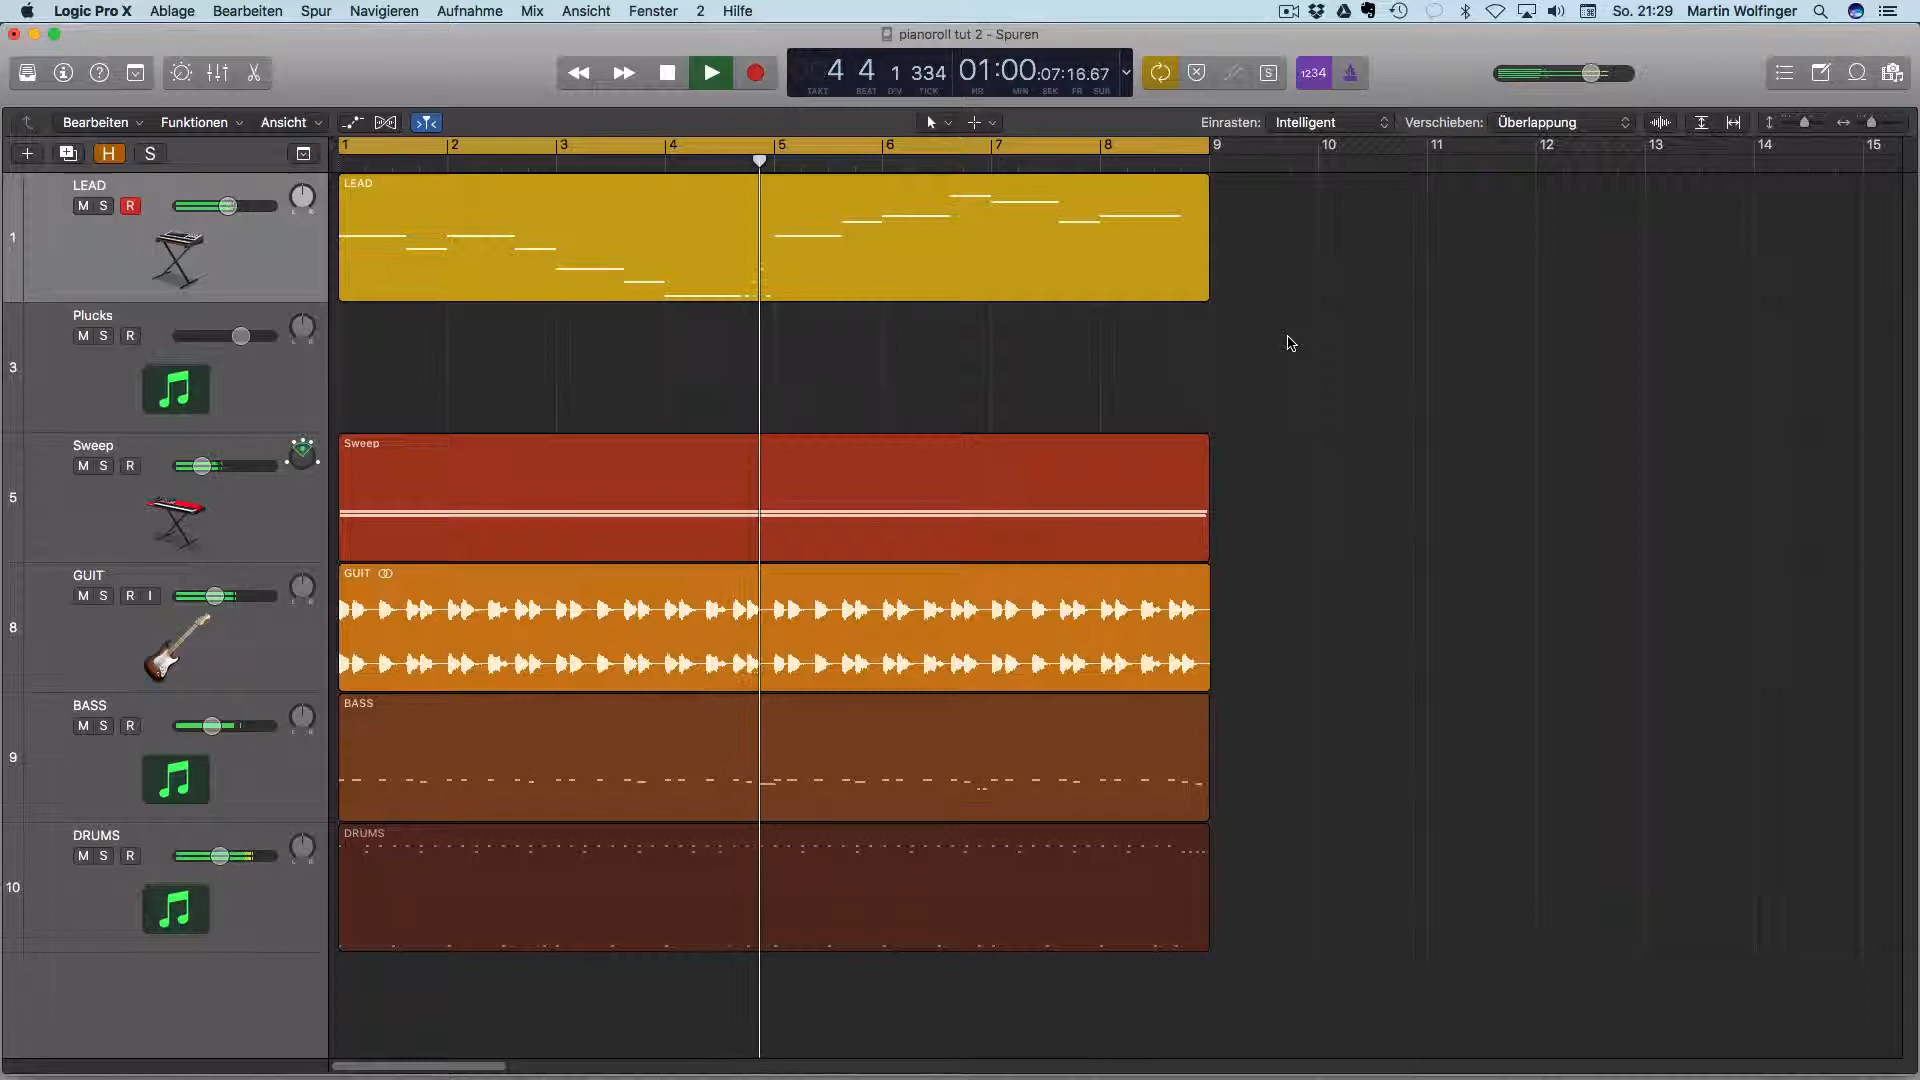 Logic Pro X Ablage Bearbeiten Spur Navigieren Aufnahme Mix Ansicht Fenster 2 Hilfe So. 21:29 Martin Wolfinger
pianoroll tut 2 - Spuren
4 4 1 334 01:00:07:16.67
TAKT BEAT DIV TICK HR MIN SEK FR SUB
S 1234
Bearbeiten Funktionen Ansicht Einrasten: Intelligent Verschieben: Überlappung
H S
1 2 3 4 5 6 7 8 9 10 11 12 13 14 15
LEAD
M S R
L R
1
LEAD
Plucks
M S R
L R
3
Sweep
M S R
5
Sweep
GUIT
M S R I
L R
8
GUIT
BASS
M S R
L R
9
BASS
DRUMS
M S R
L R
10
DRUMS